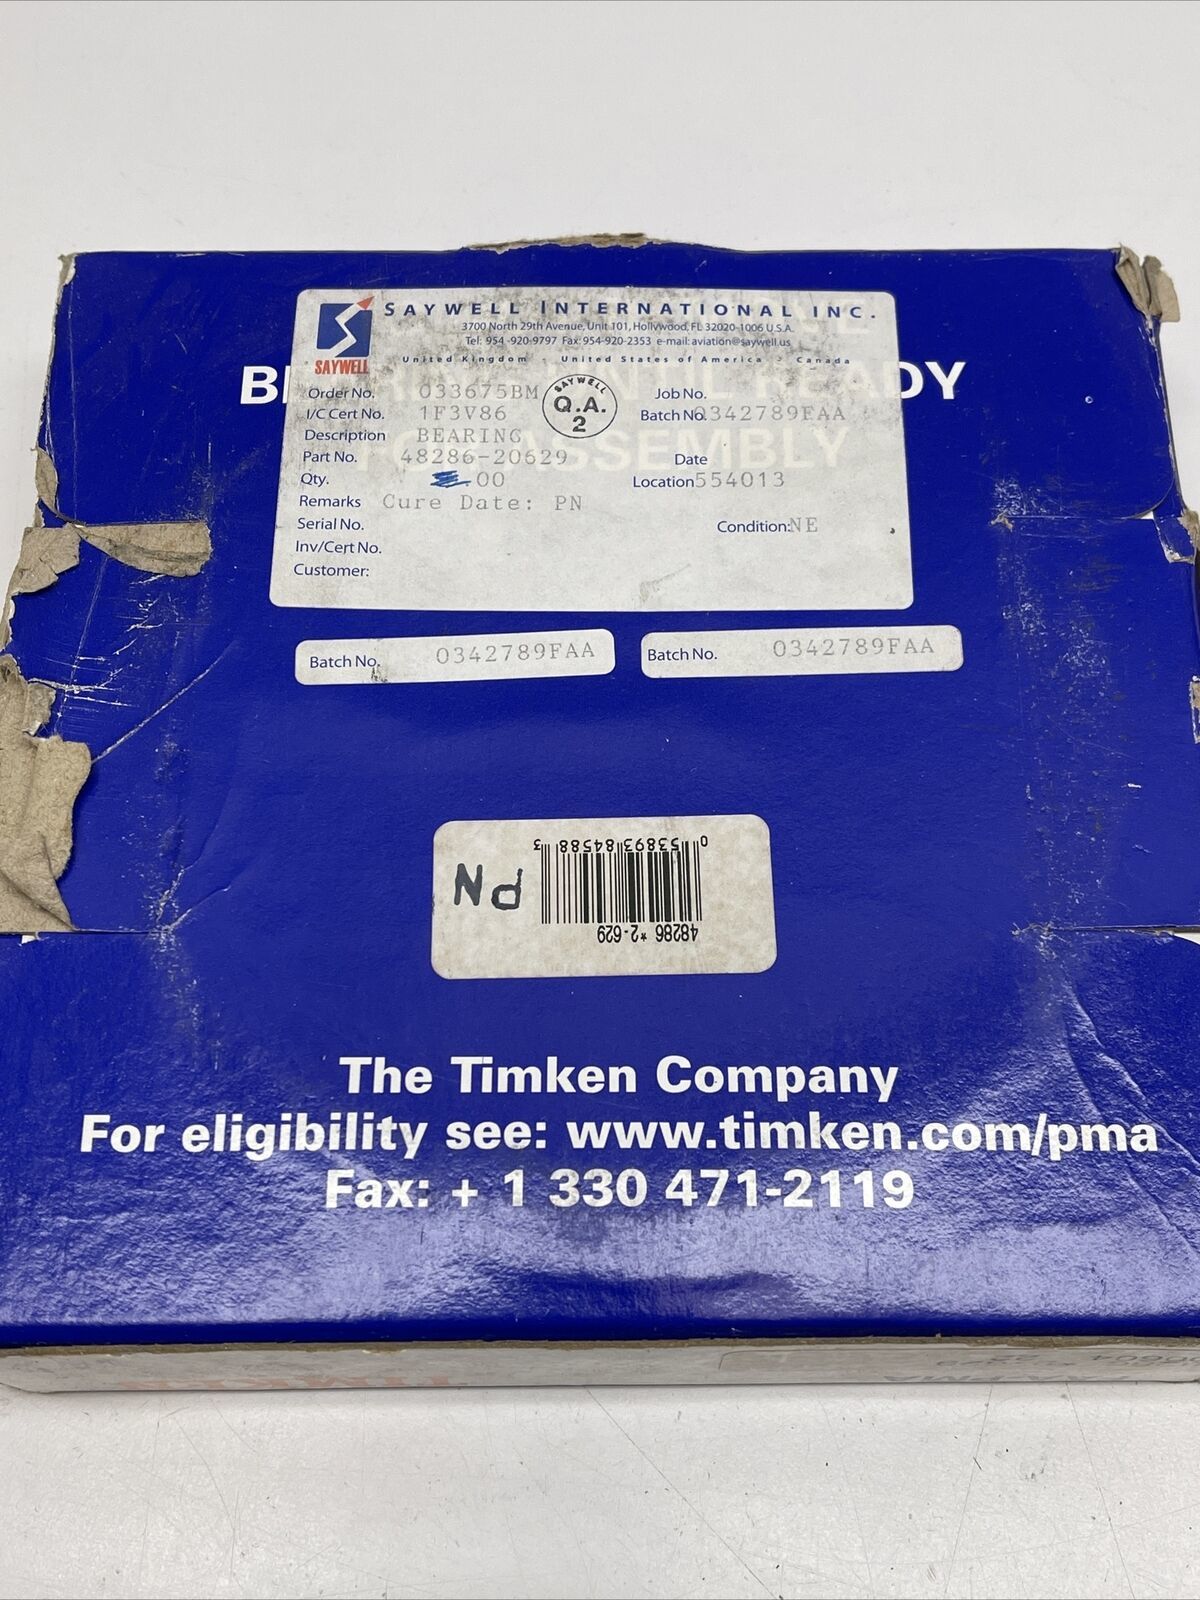 SAYWELL INTERNATIONAL INC.
3700 North 29th Avenue, Unit 101, Hollywood, FL 32020-1006 U.S.A.
Tel: 954 -920-9797 Fax: 954-920-2353 e-mail: aviation@saywell.us
United Kingdom - United States of America - Canada
SAYWELL
READY
ASSEMBLY
Order No. 033675BM
Job No.
I/C Cert No. 1F3V86
Batch No. 0342789FAA
SAYWELL
Q.A.
2
Description BEARING
Part No. 48286-20629
Date
Qty. 00
Location 554013
Remarks Cure Date: PN
Serial No.
Condition: NE
Inv/Cert No.
Customer:
Batch No. 0342789FAA
Batch No. 0342789FAA
PN
48286 *2-629
0 53893 84588 3
The Timken Company
For eligibility see: www.timken.com/pma
Fax: + 1 330 471-2119
TIMKEN